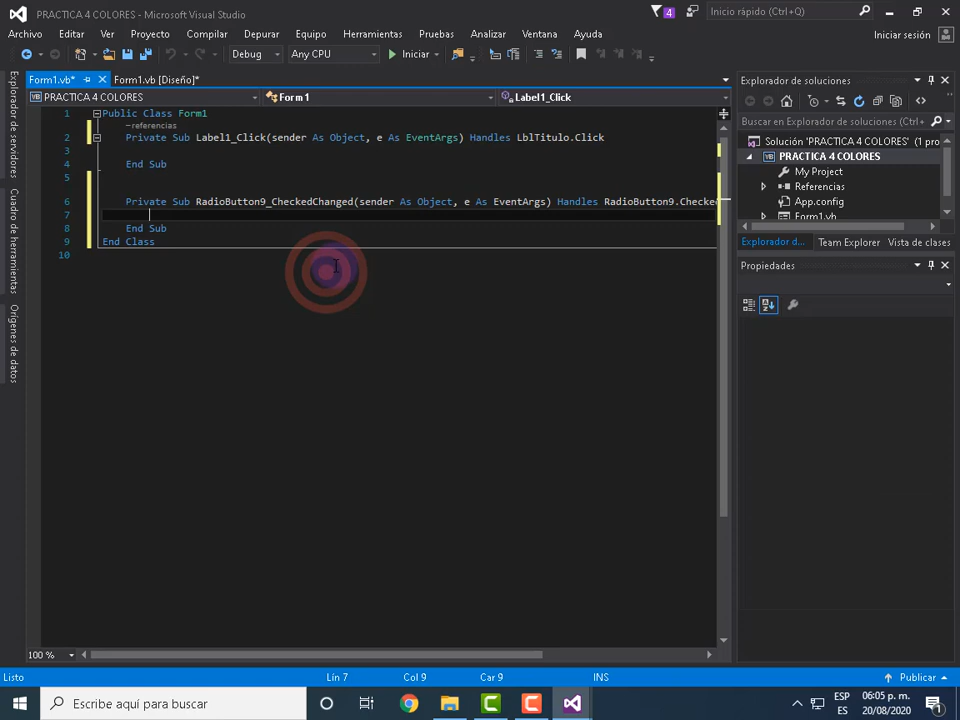 PRACTICA 4 COLORES - Microsoft Visual Studio
4
Inicio rápido (Ctrl+Q)
Archivo Editar Ver Proyecto Compilar Depurar Equipo Herramientas Pruebas Analizar Ventana Ayuda
Iniciar sesión
Debug Any CPU Iniciar
Form1.vb* Form1.vb [Diseño]*
PRACTICA 4 COLORES Form1 Label1_Click
1 Public Class Form1
referencias
2 Private Sub Label1_Click(sender As Object, e As EventArgs) Handles LblTitulo.Click
3
4 End Sub
5
6 Private Sub RadioButton9_CheckedChanged(sender As Object, e As EventArgs) Handles RadioButton9.Checked
7
8 End Sub
9 End Class
10
100 %
Explorador de servidores
Cuadro de herramientas
Orígenes de datos
Explorador de soluciones
Buscar en Explorador de soluciones (Ctrl+
Solución "PRACTICA 4 COLORES" (1 pro
PRACTICA 4 COLORES
My Project
Referencias
App.config
Form1.vb
Explorador d... Team Explorer Vista de clases
Propiedades
Listo Lín 7 Col 9 Car 9 INS Publicar
Escribe aquí para buscar
ESP
ES
06:05 p. m.
20/08/2020
1